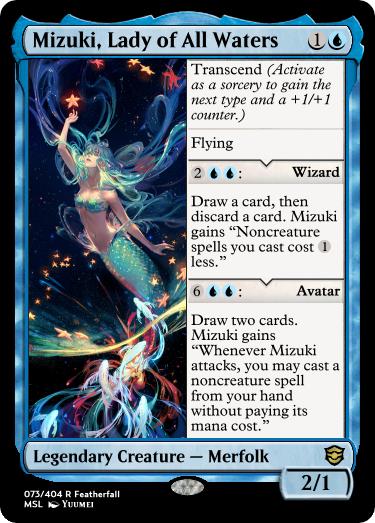 Mizuki, Lady of All Waters 1
Transcend (Activate
as a sorcery to gain the
next type and a +1/+1
counter.)
Flying
2 : Wizard
Draw a card, then
discard a card. Mizuki
gains “Noncreature
spells you cast cost 1
less.”
6 : Avatar
Draw two cards.
Mizuki gains
“Whenever Mizuki
attacks, you may cast a
noncreature spell
from your hand
without paying its
mana cost.”
Legendary Creature — Merfolk
2/1
073/404 R Featherfall
MSL Yuumei